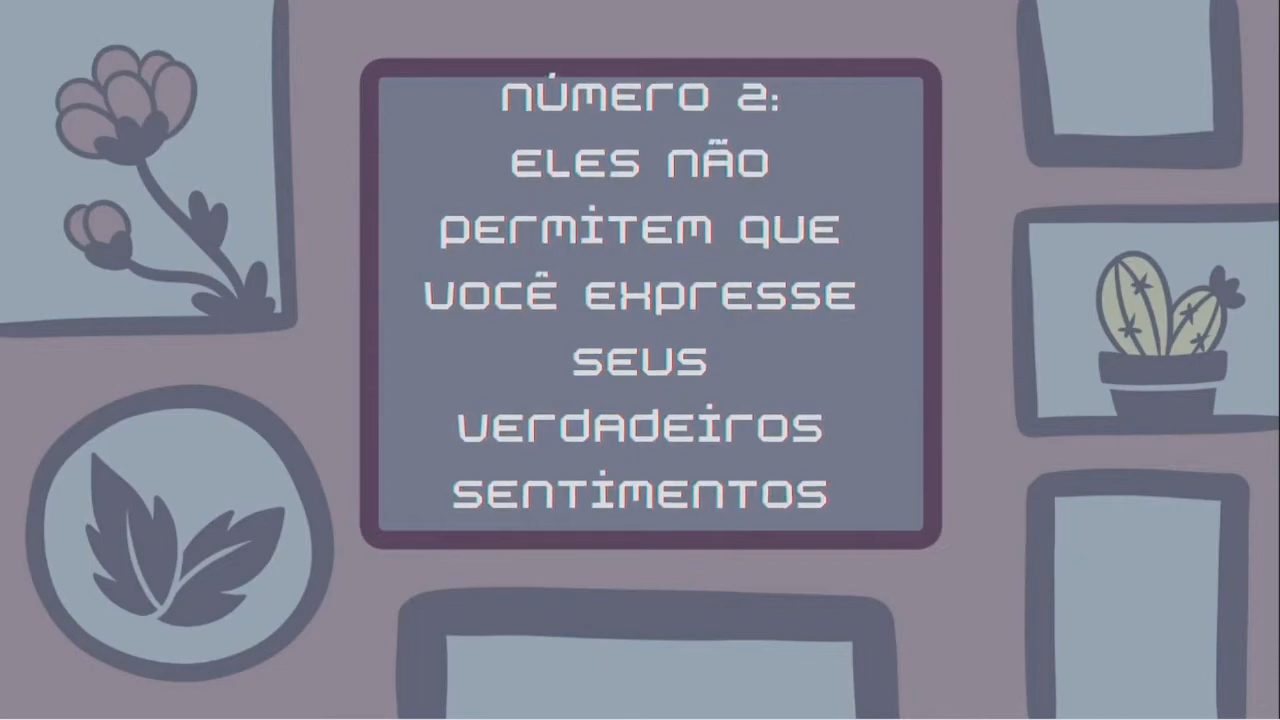 NÚMERO 2:
ELES NÃO
PERMITEM QUE
VOCÊ EXPRESSE
SEUS
VERDADEIROS
SENTIMENTOS